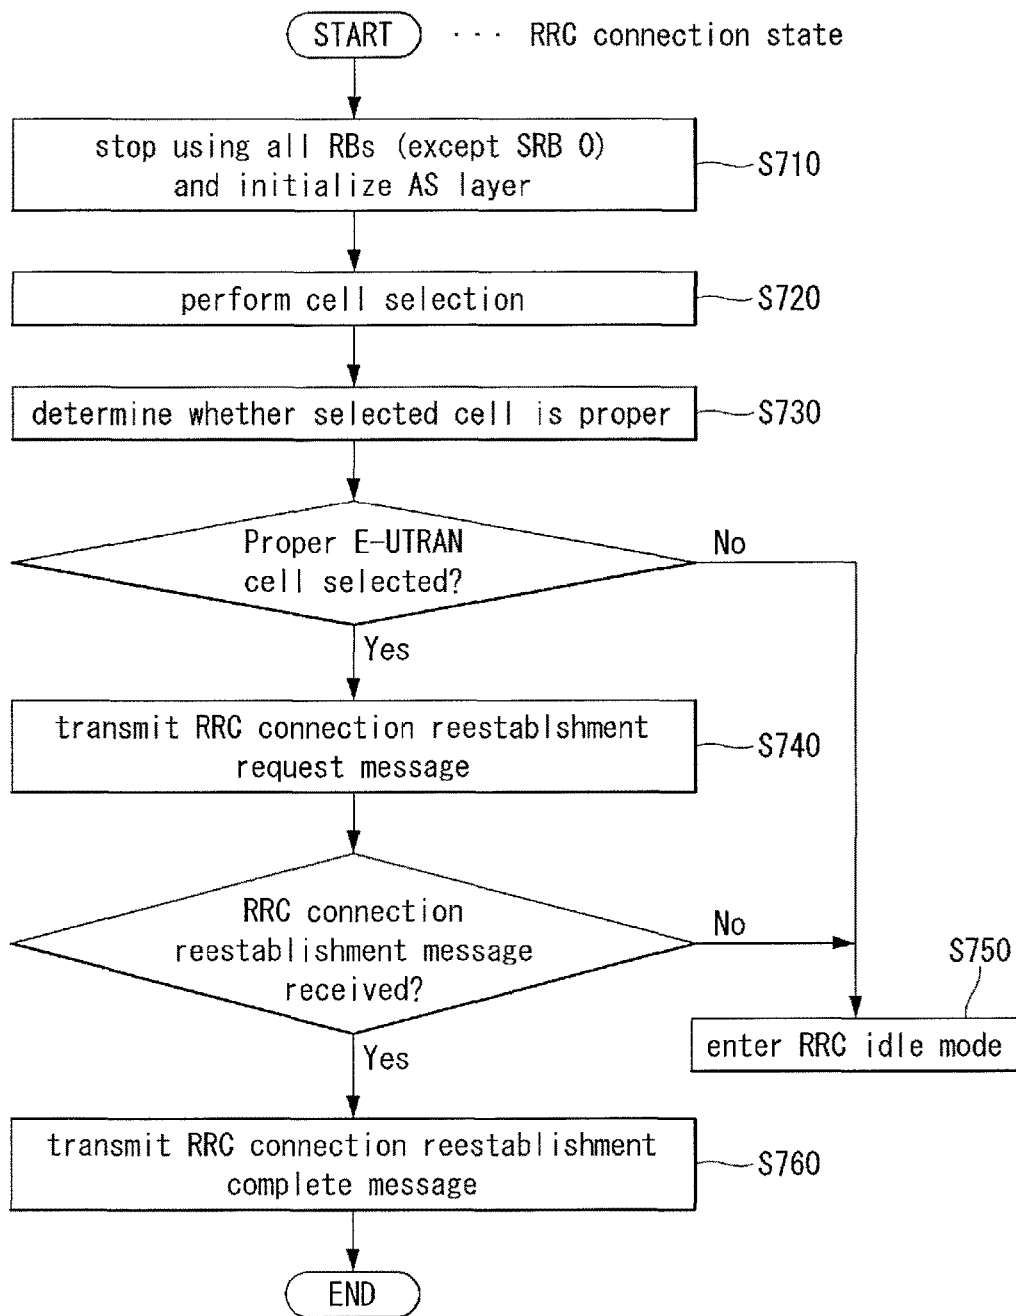 START ... RRC connection state
stop using all RBs (except SRB 0)
and initialize AS layer
S710
perform cell selection
S720
determine whether selected cell is proper
S730
Proper E-UTRAN
cell selected?
No
Yes
transmit RRC connection reestablshment
request message
S740
RRC connection
reestablishment message
received?
No
S750
enter RRC idle mode
Yes
transmit RRC connection reestablishment
complete message
S760
END